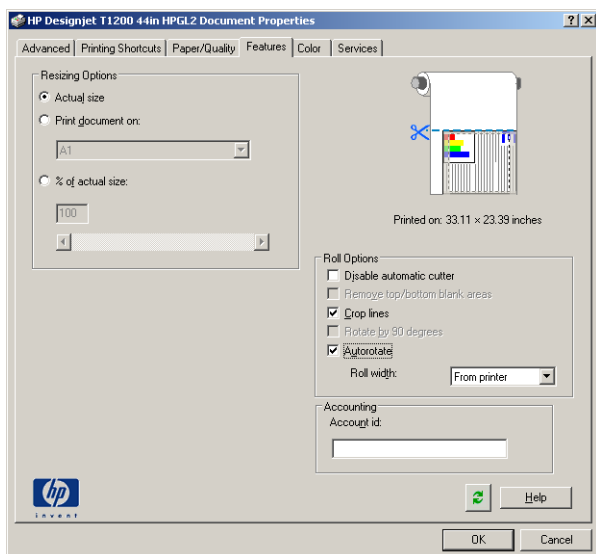 HP Designjet T1200 44in HPGL2 Document Properties
Advanced Printing Shortcuts Paper/Quality Features Color Services
Resizing Options
Actual size
Print document on:
A1
% of actual size:
100
Printed on: 33.11 × 23.39 inches
Roll Options
Disable automatic cutter
Remove top/bottom blank areas
Crop lines
Rotate by 90 degrees
Autorotate
Roll width: From printer
Accounting
Account id:
hp
invent
Help
OK Cancel